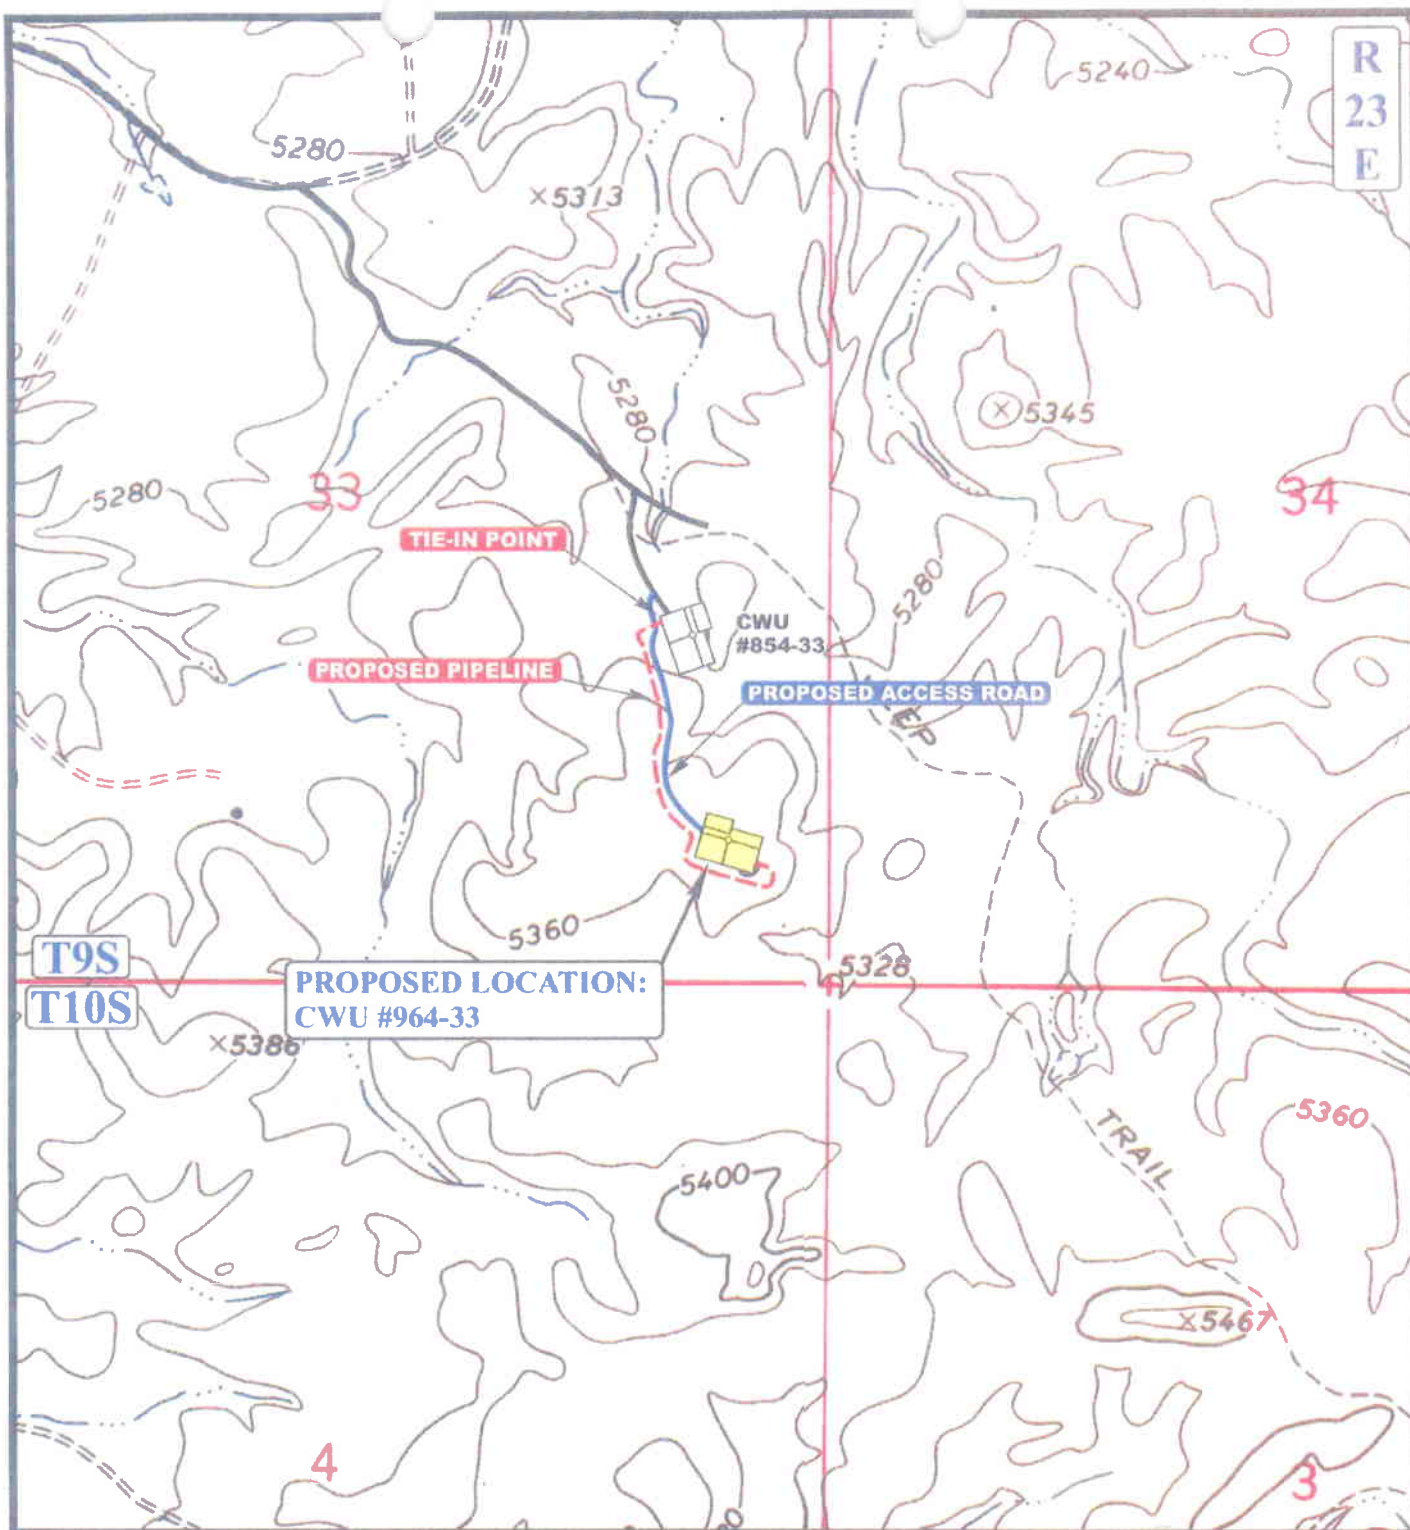 R
23
E
5240
5280
×5313
5280
×5345
5280
33
34
TIE-IN POINT
5280
CWU
#854-33
PROPOSED PIPELINE
PROPOSED ACCESS ROAD
5360
T9S
5328
PROPOSED LOCATION:
CWU #964-33
T10S
×5386
5360
TRAIL
5400
×5467
4
3